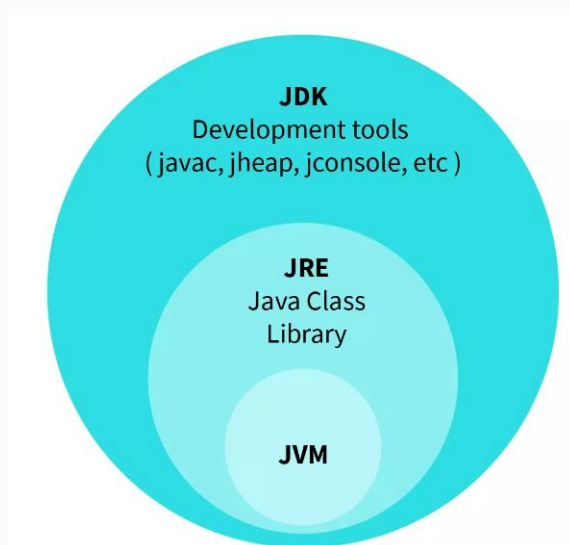 JDK
Development tools
( javac, jheap, jconsole, etc )
JRE
Java Class
Library
JVM